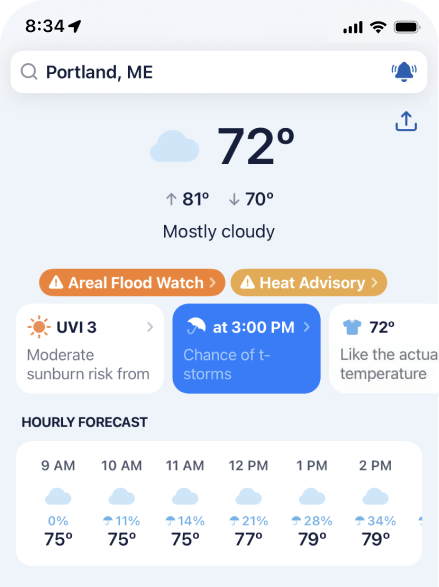 8:34
Portland, ME
72°
↑ 81° ↓ 70°
Mostly cloudy
Areal Flood Watch > Heat Advisory >
UVI 3 >
Moderate
sunburn risk from
at 3:00 PM >
Chance of t-
storms
72°
Like the actua
temperature
HOURLY FORECAST
9 AM 10 AM 11 AM 12 PM 1 PM 2 PM
0% 11% 14% 21% 28% 34%
75° 75° 75° 77° 79° 79°